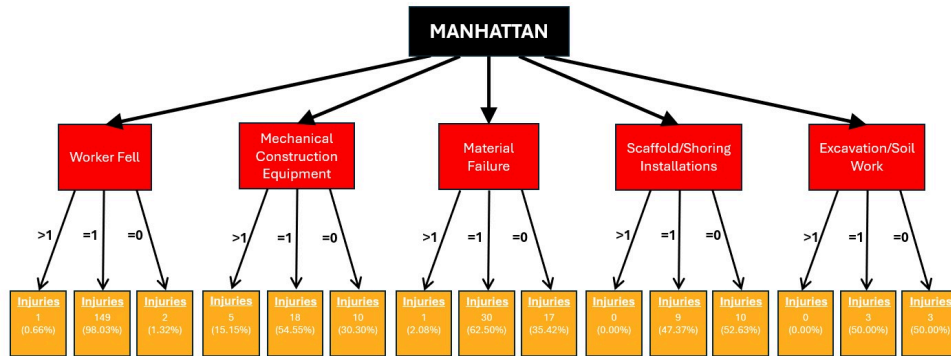 MANHATTAN
Worker Fell
Mechanical
Construction
Equipment
Material
Failure
Scaffold/Shoring
Installations
Excavation/Soil
Work
>1
=1
=0
>1
=1
=0
>1
=1
=0
>1
=1
=0
>1
=1
=0
Injuries
1
(0.66%)
Injuries
149
(98.03%)
Injuries
2
(1.32%)
Injuries
5
(15.15%)
Injuries
18
(54.55%)
Injuries
10
(30.30%)
Injuries
1
(2.08%)
Injuries
30
(62.50%)
Injuries
17
(35.42%)
Injuries
0
(0.00%)
Injuries
9
(47.37%)
Injuries
10
(52.63%)
Injuries
0
(0.00%)
Injuries
3
(50.00%)
Injuries
3
(50.00%)